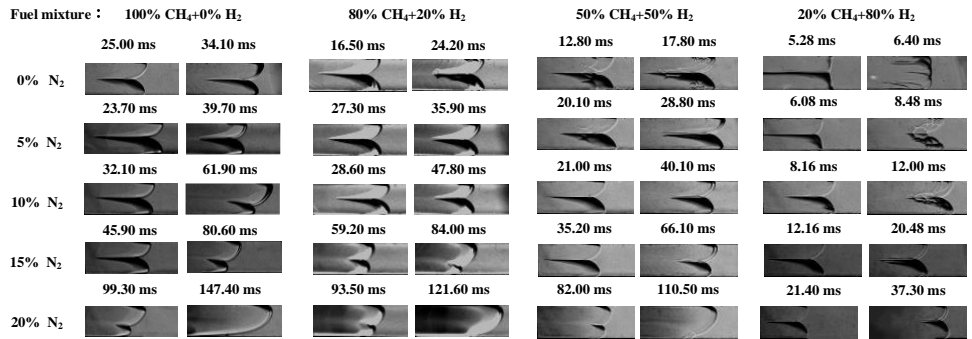 Fuel mixture： 100% CH₄+0% H₂ 80% CH₄+20% H₂ 50% CH₄+50% H₂ 20% CH₄+80% H₂
25.00 ms 34.10 ms 16.50 ms 24.20 ms 12.80 ms 17.80 ms 5.28 ms 6.40 ms
0% N₂
23.70 ms 39.70 ms 27.30 ms 35.90 ms 20.10 ms 28.80 ms 6.08 ms 8.48 ms
5% N₂
32.10 ms 61.90 ms 28.60 ms 47.80 ms 21.00 ms 40.10 ms 8.16 ms 12.00 ms
10% N₂
45.90 ms 80.60 ms 59.20 ms 84.00 ms 35.20 ms 66.10 ms 12.16 ms 20.48 ms
15% N₂
99.30 ms 147.40 ms 93.50 ms 121.60 ms 82.00 ms 110.50 ms 21.40 ms 37.30 ms
20% N₂